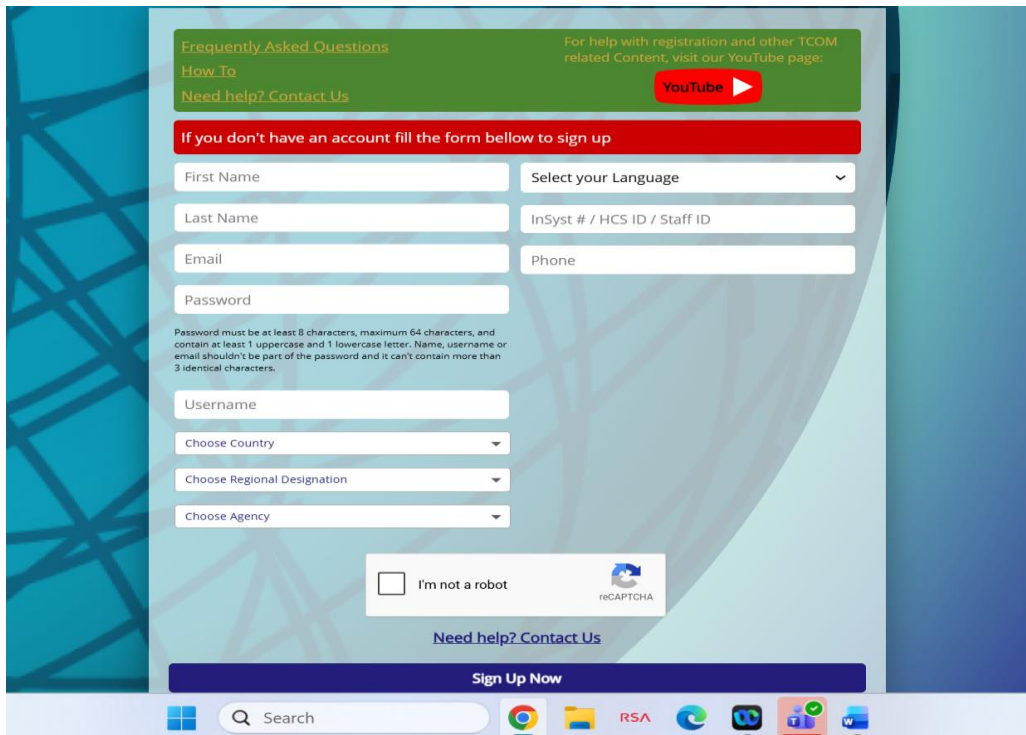 Frequently Asked Questions
How To
Need help? Contact Us
For help with registration and other TCOM
related Content, visit our YouTube page:
YouTube
If you don't have an account fill the form bellow to sign up
First Name
Select your Language
Last Name
InSyst # / HCS ID / Staff ID
Email
Phone
Password
Password must be at least 8 characters, maximum 64 characters, and
contain at least 1 uppercase and 1 lowercase letter. Name, username or
email shouldn't be part of the password and it can't contain more than
3 identical characters.
Username
Choose Country
Choose Regional Designation
Choose Agency
I'm not a robot
reCAPTCHA
Need help? Contact Us
Sign Up Now
Search
RSA
T
W